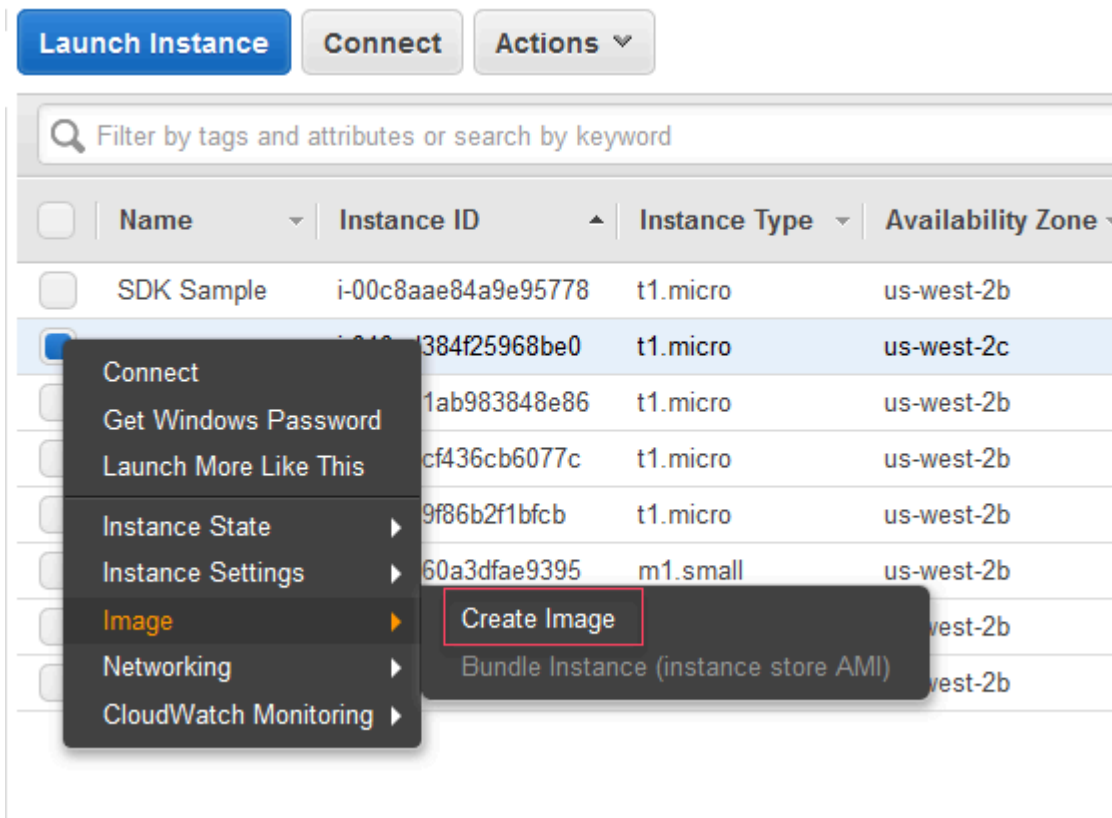 Launch Instance Connect Actions
Filter by tags and attributes or search by keyword
Name Instance ID Instance Type Availability Zone
SDK Sample i-00c8aae84a9e95778 t1.micro us-west-2b
384f25968be0 t1.micro us-west-2c
Connect
1ab983848e86 t1.micro us-west-2b
Get Windows Password
cf436cb6077c t1.micro us-west-2b
Launch More Like This
9f86b2f1bfcb t1.micro us-west-2b
Instance State
60a3dfae9395 m1.small us-west-2b
Instance Settings
Image
Create Image
vest-2b
Networking
Bundle Instance (instance store AMI)
vest-2b
CloudWatch Monitoring